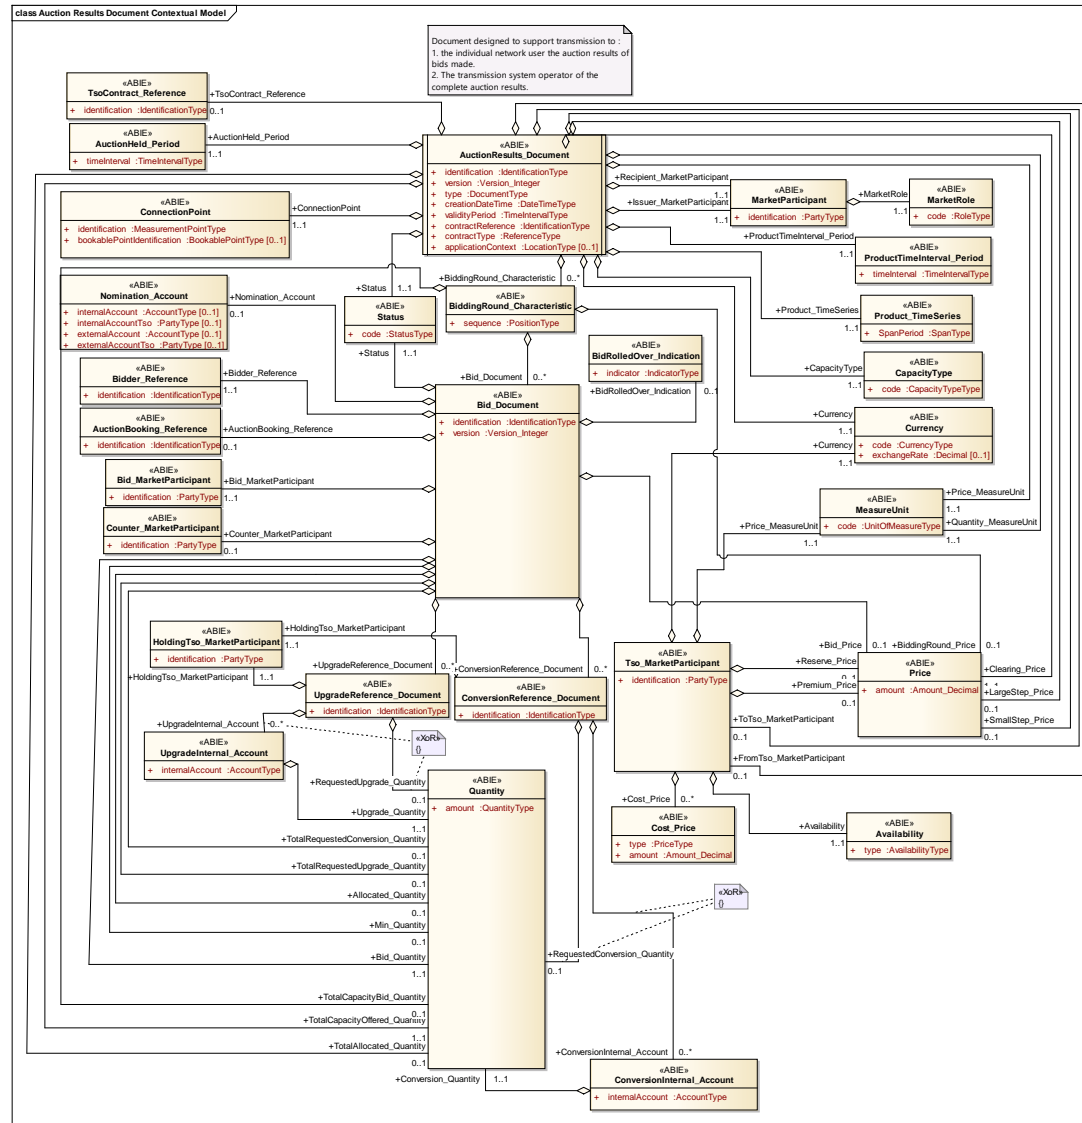 class Auction Results Document Contextual Model
Document designed to support transmission to :
1. the individual network user the auction results of
bids made.
2. The transmission system operator of the
complete auction results.
«ABIE»
TsoContract_Reference
+ identification :IdentificationType
+TsoContract_Reference
0..1
«ABIE»
AuctionHeld_Period
+ timeInterval :TimeIntervalType
+AuctionHeld_Period
1..1
«ABIE»
AuctionResults_Document
+ identification :IdentificationType
+ version :Version_Integer
+ type :DocumentType
+ creationDateTime :DateTimeType
+ validityPeriod :TimeIntervalType
+ contractReference :IdentificationType
+ contractType :ReferenceType
+ applicationContext :LocationType [0..1]
+Recipient_MarketParticipant
1..1
+Issuer_MarketParticipant
1..1
«ABIE»
MarketParticipant
+ identification :PartyType
+MarketRole
1..1
«ABIE»
MarketRole
+ code :RoleType
«ABIE»
ConnectionPoint
+ identification :MeasurementPointType
+ bookablePointIdentification :BookablePointType [0..1]
+ConnectionPoint
1..1
+ProductTimeInterval_Period
1..1
«ABIE»
ProductTimeInterval_Period
+ timeInterval :TimeIntervalType
«ABIE»
Nomination_Account
+ internalAccount :AccountType [0..1]
+ internalAccountTso :PartyType [0..1]
+ externalAccount :AccountType [0..1]
+ externalAccountTso :PartyType [0..1]
+Nomination_Account
0..1
+Status
1..1
«ABIE»
Status
+ code :StatusType
+Status
1..1
+BiddingRound_Characteristic
0..*
«ABIE»
BiddingRound_Characteristic
+ sequence :PositionType
+Product_TimeSeries
1..1
«ABIE»
Product_TimeSeries
+ SpanPeriod :SpanType
«ABIE»
BidRolledOver_Indication
+ indicator :IndicatorType
+BidRolledOver_Indication
0..1
+CapacityType
1..1
«ABIE»
CapacityType
+ code :CapacityTypeType
«ABIE»
Bidder_Reference
+ identification :IdentificationType
+Bidder_Reference
1..1
+Bid_Document
0..*
«ABIE»
Bid_Document
+ identification :IdentificationType
+ version :Version_Integer
+Currency
1..1
+Currency
1..1
«ABIE»
Currency
+ code :CurrencyType
+ exchangeRate :Decimal [0..1]
«ABIE»
AuctionBooking_Reference
+ identification :IdentificationType
+AuctionBooking_Reference
0..1
«ABIE»
Bid_MarketParticipant
+ identification :PartyType
+Bid_MarketParticipant
1..1
«ABIE»
MeasureUnit
+ code :UnitOfMeasureType
+Price_MeasureUnit
1..1
+Quantity_MeasureUnit
1..1
+Price_MeasureUnit
1..1
«ABIE»
Counter_MarketParticipant
+ identification :PartyType
+Counter_MarketParticipant
0..1
«ABIE»
HoldingTso_MarketParticipant
+ identification :PartyType
+HoldingTso_MarketParticipant
1..1
+HoldingTso_MarketParticipant
1..1
+UpgradeReference_Document
0..*
«ABIE»
UpgradeReference_Document
+ identification :IdentificationType
+ConversionReference_Document
0..*
«ABIE»
ConversionReference_Document
+ identification :IdentificationType
«ABIE»
Tso_MarketParticipant
+ identification :PartyType
+Bid_Price
0..1
+BiddingRound_Price
0..1
+Reserve_Price
0..1
+Premium_Price
0..1
«ABIE»
Price
+ amount :Amount_Decimal
+Clearing_Price
*..*
+LargeStep_Price
0..1
+SmallStep_Price
0..1
+ToTso_MarketParticipant
0..1
+FromTso_MarketParticipant
0..1
+UpgradeInternal_Account
0..*
«ABIE»
UpgradeInternal_Account
+ internalAccount :AccountType
«XoR»
{}
«ABIE»
Quantity
+ amount :QuantityType
+RequestedUpgrade_Quantity
0..1
+Upgrade_Quantity
1..1
+TotalRequestedConversion_Quantity
0..1
+TotalRequestedUpgrade_Quantity
0..1
+Allocated_Quantity
0..1
+Min_Quantity
0..1
+Bid_Quantity
1..1
+TotalCapacityBid_Quantity
0..1
+TotalCapacityOffered_Quantity
1..1
+TotalAllocated_Quantity
0..1
+Cost_Price
0..*
«ABIE»
Cost_Price
+ type :PriceType
+ amount :Amount_Decimal
+Availability
1..1
«ABIE»
Availability
+ type :AvailabilityType
«XoR»
{}
+RequestedConversion_Quantity
0..1
+ConversionInternal_Account
0..*
+Conversion_Quantity
1..1
«ABIE»
ConversionInternal_Account
+ internalAccount :AccountType